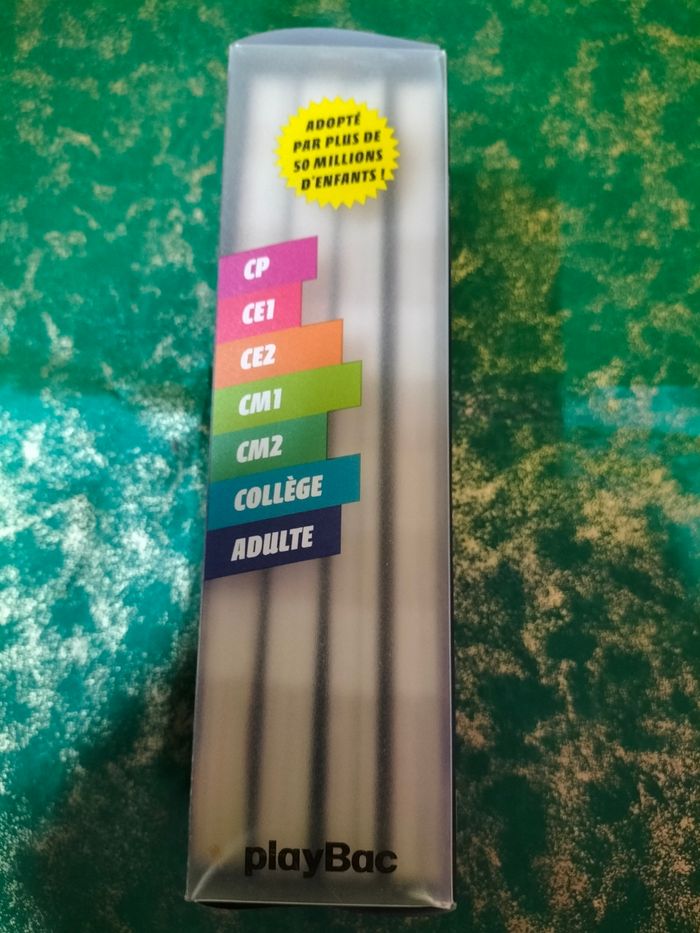 ADOPTÉ
PAR PLUS DE
50 MILLIONS
D'ENFANTS !
CP
CE1
CE2
CM1
CM2
COLLÈGE
ADULTE
playBac